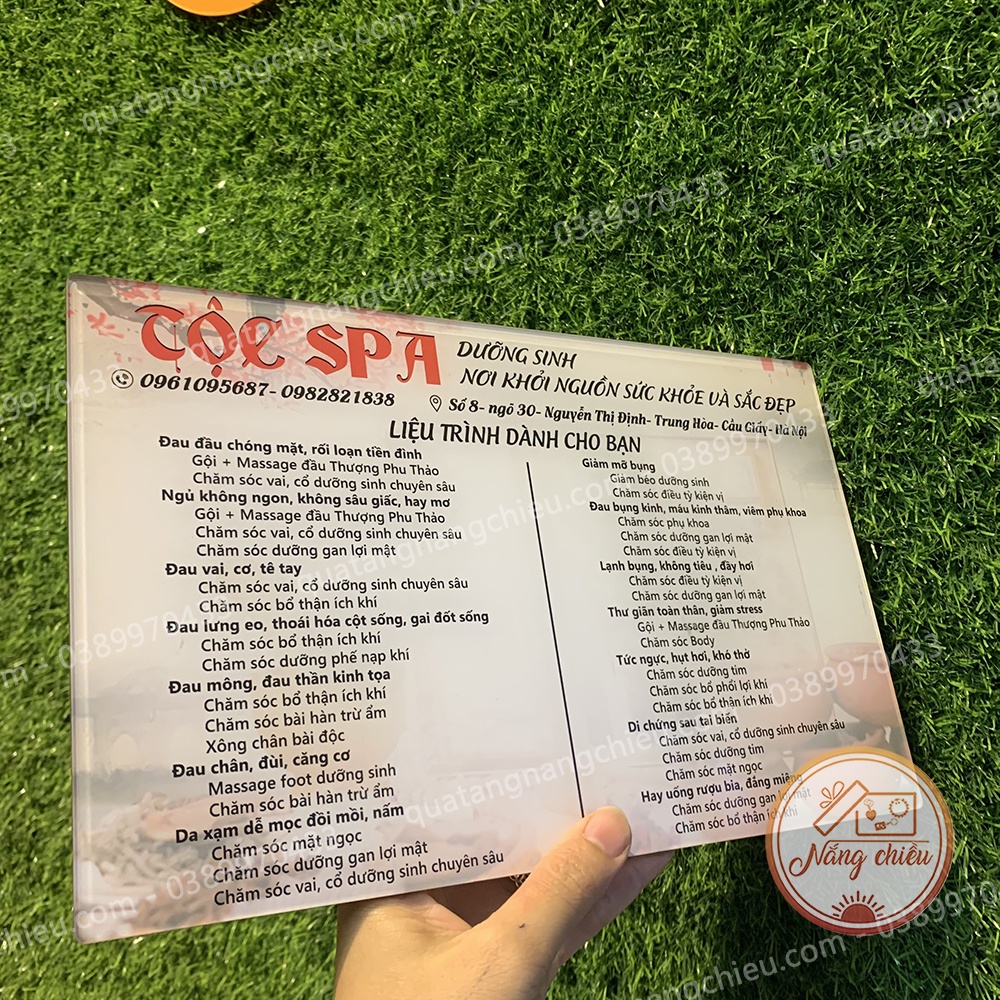 TỘC SPA
DƯỠNG SINH
NƠI KHỞI NGUỒN SỨC KHỎE VÀ SẮC ĐẸP
0961095687- 0982821838
Số 8- ngõ 30- Nguyễn Thị Định- Trung Hòa- Cầu Giấy- Hà Nội
LIỆU TRÌNH DÀNH CHO BẠN
Đau đầu chóng mặt, rối loạn tiền đình
Gội + Massage đầu Thượng Phu Thảo
Chăm sóc vai, cổ dưỡng sinh chuyên sâu
Ngủ không ngon, không sâu giấc, hay mơ
Gội + Massage đầu Thượng Phu Thảo
Chăm sóc vai, cổ dưỡng sinh chuyên sâu
Chăm sóc dưỡng gan lợi mật
Đau vai, cơ, tê tay
Chăm sóc vai, cổ dưỡng sinh chuyên sâu
Chăm sóc bổ thận ích khí
Đau lưng eo, thoái hóa cột sống, gai đốt sống
Chăm sóc bổ thận ích khí
Chăm sóc dưỡng phế nạp khí
Đau mông, đau thần kinh tọa
Chăm sóc bổ thận ích khí
Chăm sóc bài hàn trừ ẩm
Xông chân bài độc
Đau chân, đùi, căng cơ
Massage foot dưỡng sinh
Chăm sóc bài hàn trừ ẩm
Da xạm dễ mọc đồi mồi, nấm
Chăm sóc mặt ngọc
Chăm sóc dưỡng gan lợi mật
Chăm sóc vai, cổ dưỡng sinh chuyên sâu
Giảm mỡ bụng
Giảm béo dưỡng sinh
Chăm sóc điều tỳ kiện vị
Đau bụng kinh, máu kinh thâm, viêm phụ khoa
Chăm sóc phụ khoa
Chăm sóc dưỡng gan lợi mật
Chăm sóc điều tỳ kiện vị
Lạnh bụng, không tiêu , đầy hơi
Chăm sóc điều tỳ kiện vị
Chăm sóc dưỡng gan lợi mật
Thư giãn toàn thân, giảm stress
Gội + Massage đầu Thượng Phu Thảo
Chăm sóc Body
Tức ngực, hụt hơi, khó thở
Chăm sóc dưỡng tim
Chăm sóc bổ phổi lợi khí
Chăm sóc bổ thận ích khí
Di chứng sau tai biến
Chăm sóc vai, cổ dưỡng sinh chuyên sâu
Chăm sóc dưỡng tim
Chăm sóc mặt ngọc
Hay uống rượu bia, đắng miệng
Chăm sóc dưỡng gan lợi mật
Chăm sóc bổ thận ích khí
Nắng chiều
quatangnangchieu.com - 0389970433